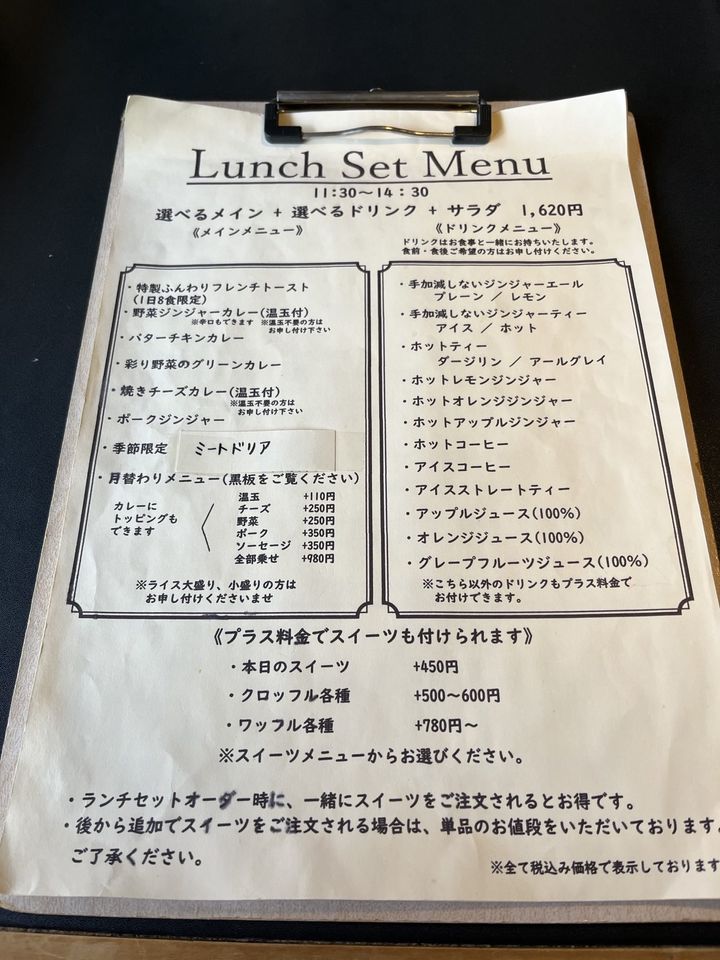 Lunch Set Menu
11:30〜14：30
選べるメイン + 選べるドリンク + サラダ 1,620円
《メインメニュー》
《ドリンクメニュー》
ドリンクはお食事と一緒にお持ちいたします。
食前・食後ご希望の方はお申し付けください。
・特製ふんわりフレンチトースト
(1日8食限定)
・野菜ジンジャーカレー(温玉付)
※辛口もできます ※温玉不要の方は
お申し付け下さい
・バターチキンカレー
・彩り野菜のグリーンカレー
・焼きチーズカレー(温玉付)
※温玉不要の方は
お申し付け下さい
・ポークジンジャー
・季節限定 ミートドリア
・月替わりメニュー(黒板をご覧ください)
カレーに
トッピングも
できます
温玉 +110円
チーズ +250円
野菜 +250円
ポーク +350円
ソーセージ +350円
全部乗せ +980円
※ライス大盛り、小盛りの方は
お申し付けくださいませ
・手加減しないジンジャーエール
プレーン ／ レモン
・手加減しないジンジャーティー
アイス ／ ホット
・ホットティー
ダージリン ／ アールグレイ
・ホットレモンジンジャー
・ホットオレンジジンジャー
・ホットアップルジンジャー
・ホットコーヒー
・アイスコーヒー
・アイスストレートティー
・アップルジュース(100%)
・オレンジジュース(100%)
・グレープフルーツジュース(100%)
※こちら以外のドリンクもプラス料金で
お付けできます。
《プラス料金でスイーツも付けられます》
・本日のスイーツ +450円
・クロッフル各種 +500〜600円
・ワッフル各種 +780円〜
※スイーツメニューからお選びください。
・ランチセットオーダー時に、一緒にスイーツをご注文されるとお得です。
・後から追加でスイーツをご注文される場合は、単品のお値段をいただいております。
ご了承ください。
※全て税込み価格で表示しております